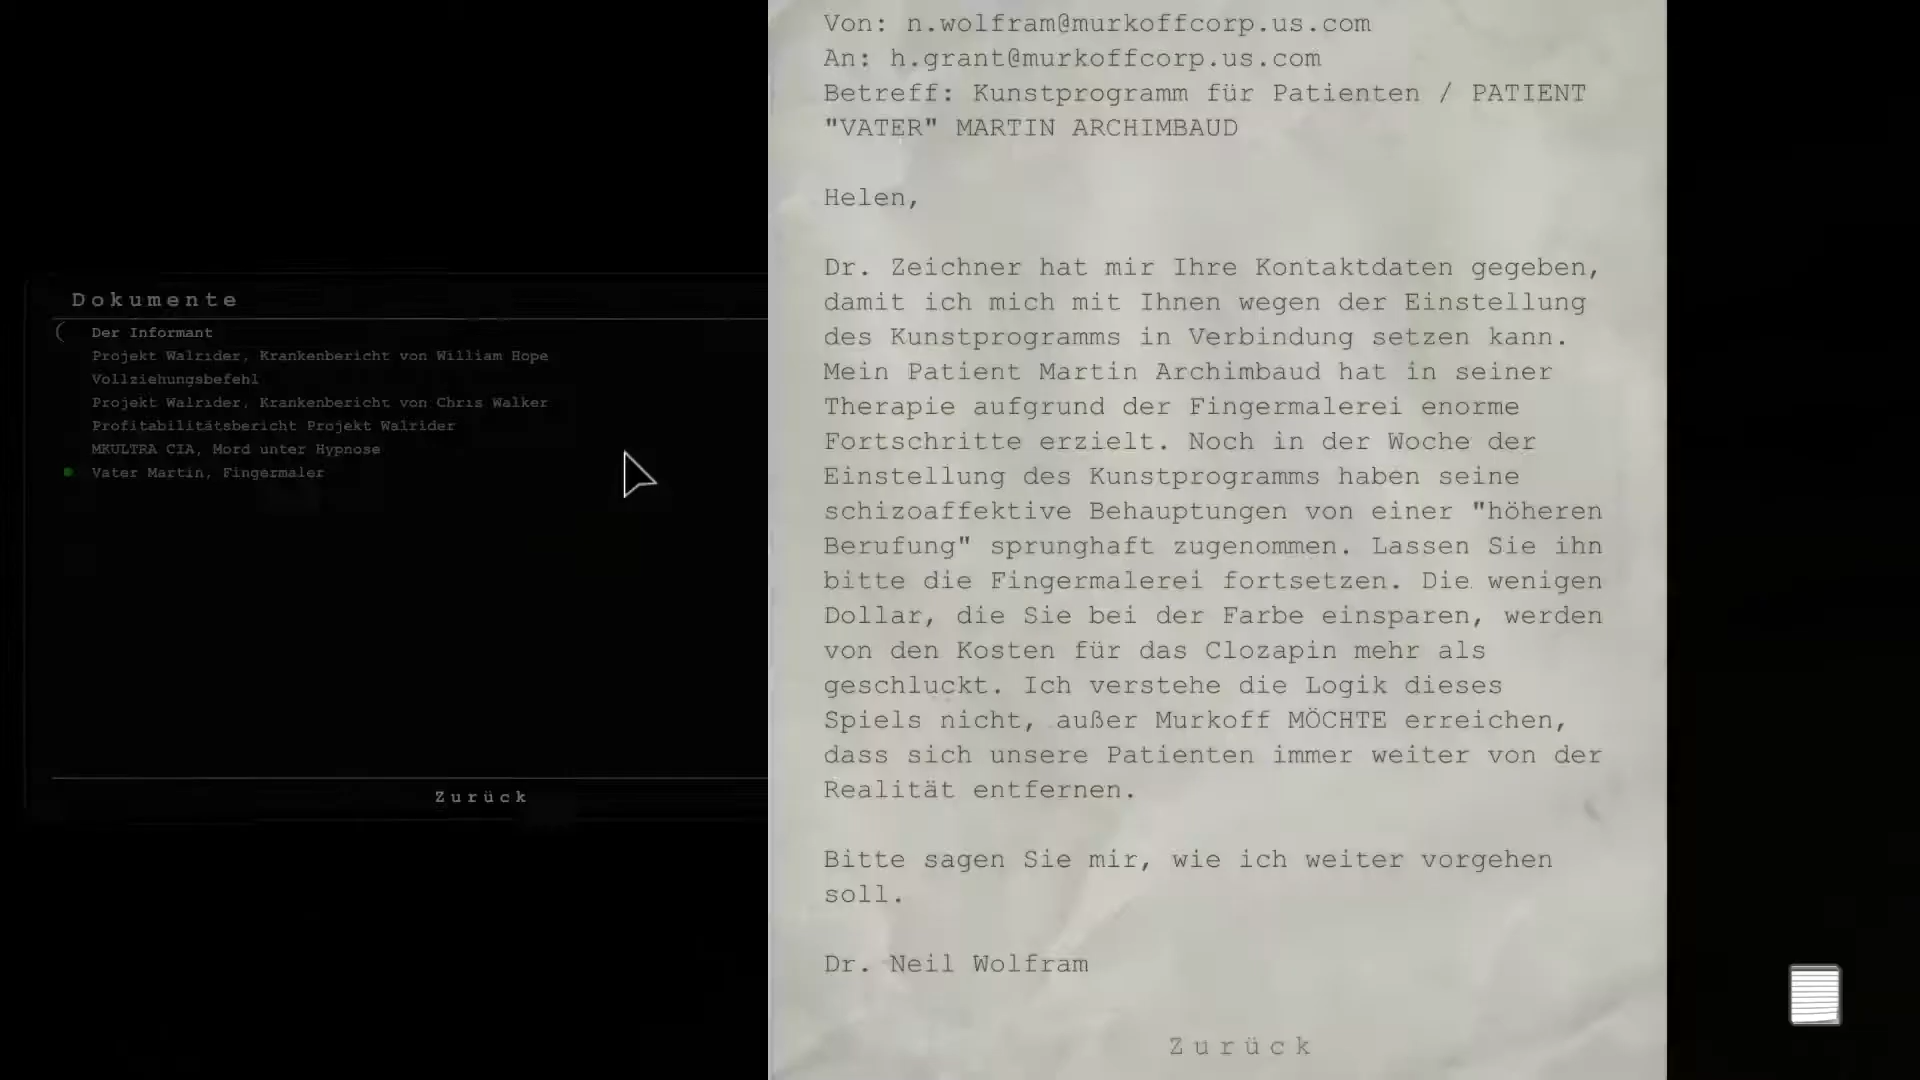 Dokumente
Der Informant
Projekt Walrider, Krankenbericht von William Hope
Vollziehungsbefehl
Projekt Walrider, Krankenbericht von Chris Walker
Profitabilitätsbericht Projekt Walrider
MKULTRA CIA, Mord unter Hypnose
Vater Martin, Fingermaler
Zurück
Von: n.wolfram@murkoffcorp.us.com
An: h.grant@murkoffcorp.us.com
Betreff: Kunstprogramm für Patienten / PATIENT
"VATER" MARTIN ARCHIMBAUD
Helen,
Dr. Zeichner hat mir Ihre Kontaktdaten gegeben,
damit ich mich mit Ihnen wegen der Einstellung
des Kunstprogramms in Verbindung setzen kann.
Mein Patient Martin Archimbaud hat in seiner
Therapie aufgrund der Fingermalerei enorme
Fortschritte erzielt. Noch in der Woche der
Einstellung des Kunstprogramms haben seine
schizoaffektive Behauptungen von einer "höheren
Berufung" sprunghaft zugenommen. Lassen Sie ihn
bitte die Fingermalerei fortsetzen. Die wenigen
Dollar, die Sie bei der Farbe einsparen, werden
von den Kosten für das Clozapin mehr als
geschluckt. Ich verstehe die Logik dieses
Spiels nicht, außer Murkoff MÖCHTE erreichen,
dass sich unsere Patienten immer weiter von der
Realität entfernen.
Bitte sagen Sie mir, wie ich weiter vorgehen
soll.
Dr. Neil Wolfram
Zurück